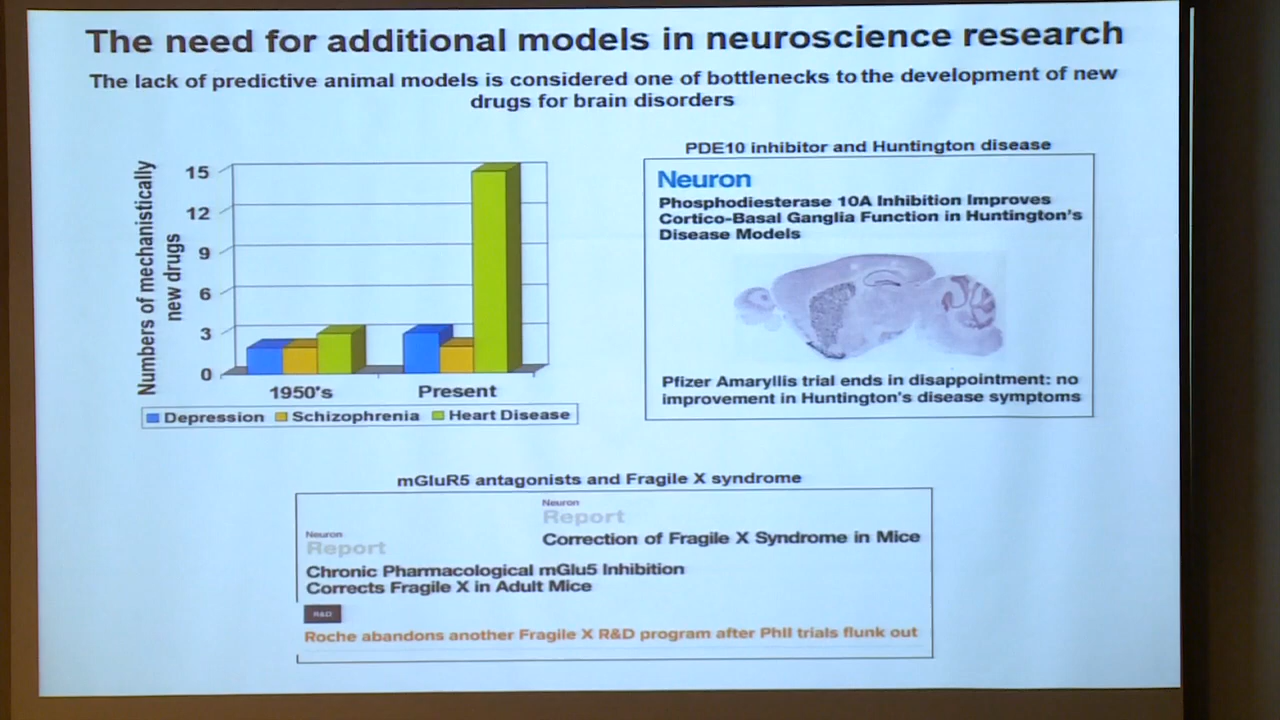 The need for additional models in neuroscience research
The lack of predictive animal models is considered one of bottlenecks to the development of new
drugs for brain disorders
Numbers of mechanistically
new drugs
15
12
9
6
3
0
1950's
Present
Depression
Schizophrenia
Heart Disease
PDE10 inhibitor and Huntington disease
Neuron
Phosphodiesterase 10A Inhibition Improves
Cortico-Basal Ganglia Function in Huntington's
Disease Models
Pfizer Amaryllis trial ends in disappointment: no
improvement in Huntington's disease symptoms
mGluR5 antagonists and Fragile X syndrome
Neuron
Report
Correction of Fragile X Syndrome in Mice
Neuron
Report
Chronic Pharmacological mGlu5 Inhibition
Corrects Fragile X in Adult Mice
R&D
Roche abandons another Fragile X R&D program after PhII trials flunk out